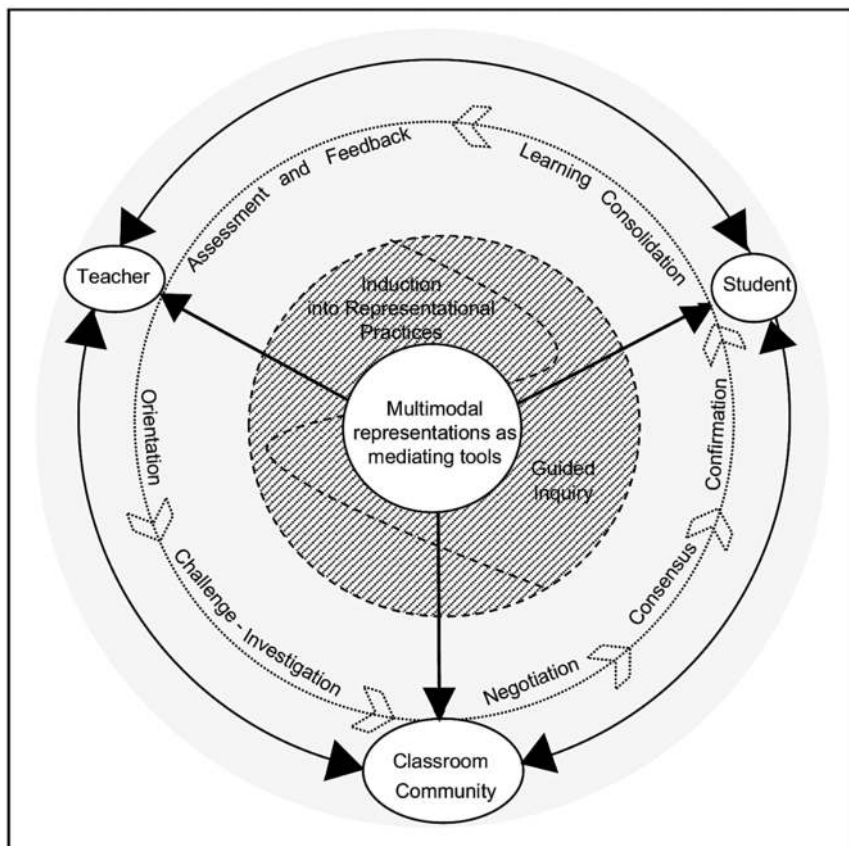 Assessment and Feedback
Learning Consolidation
Teacher
Student
Induction
into Representational
Practices
Multimodal
representations as
mediating tools
Guided
Inquiry
Orientation
Confirmation
Challenge - Investigation
Consensus
Negotiation
Classroom
Community